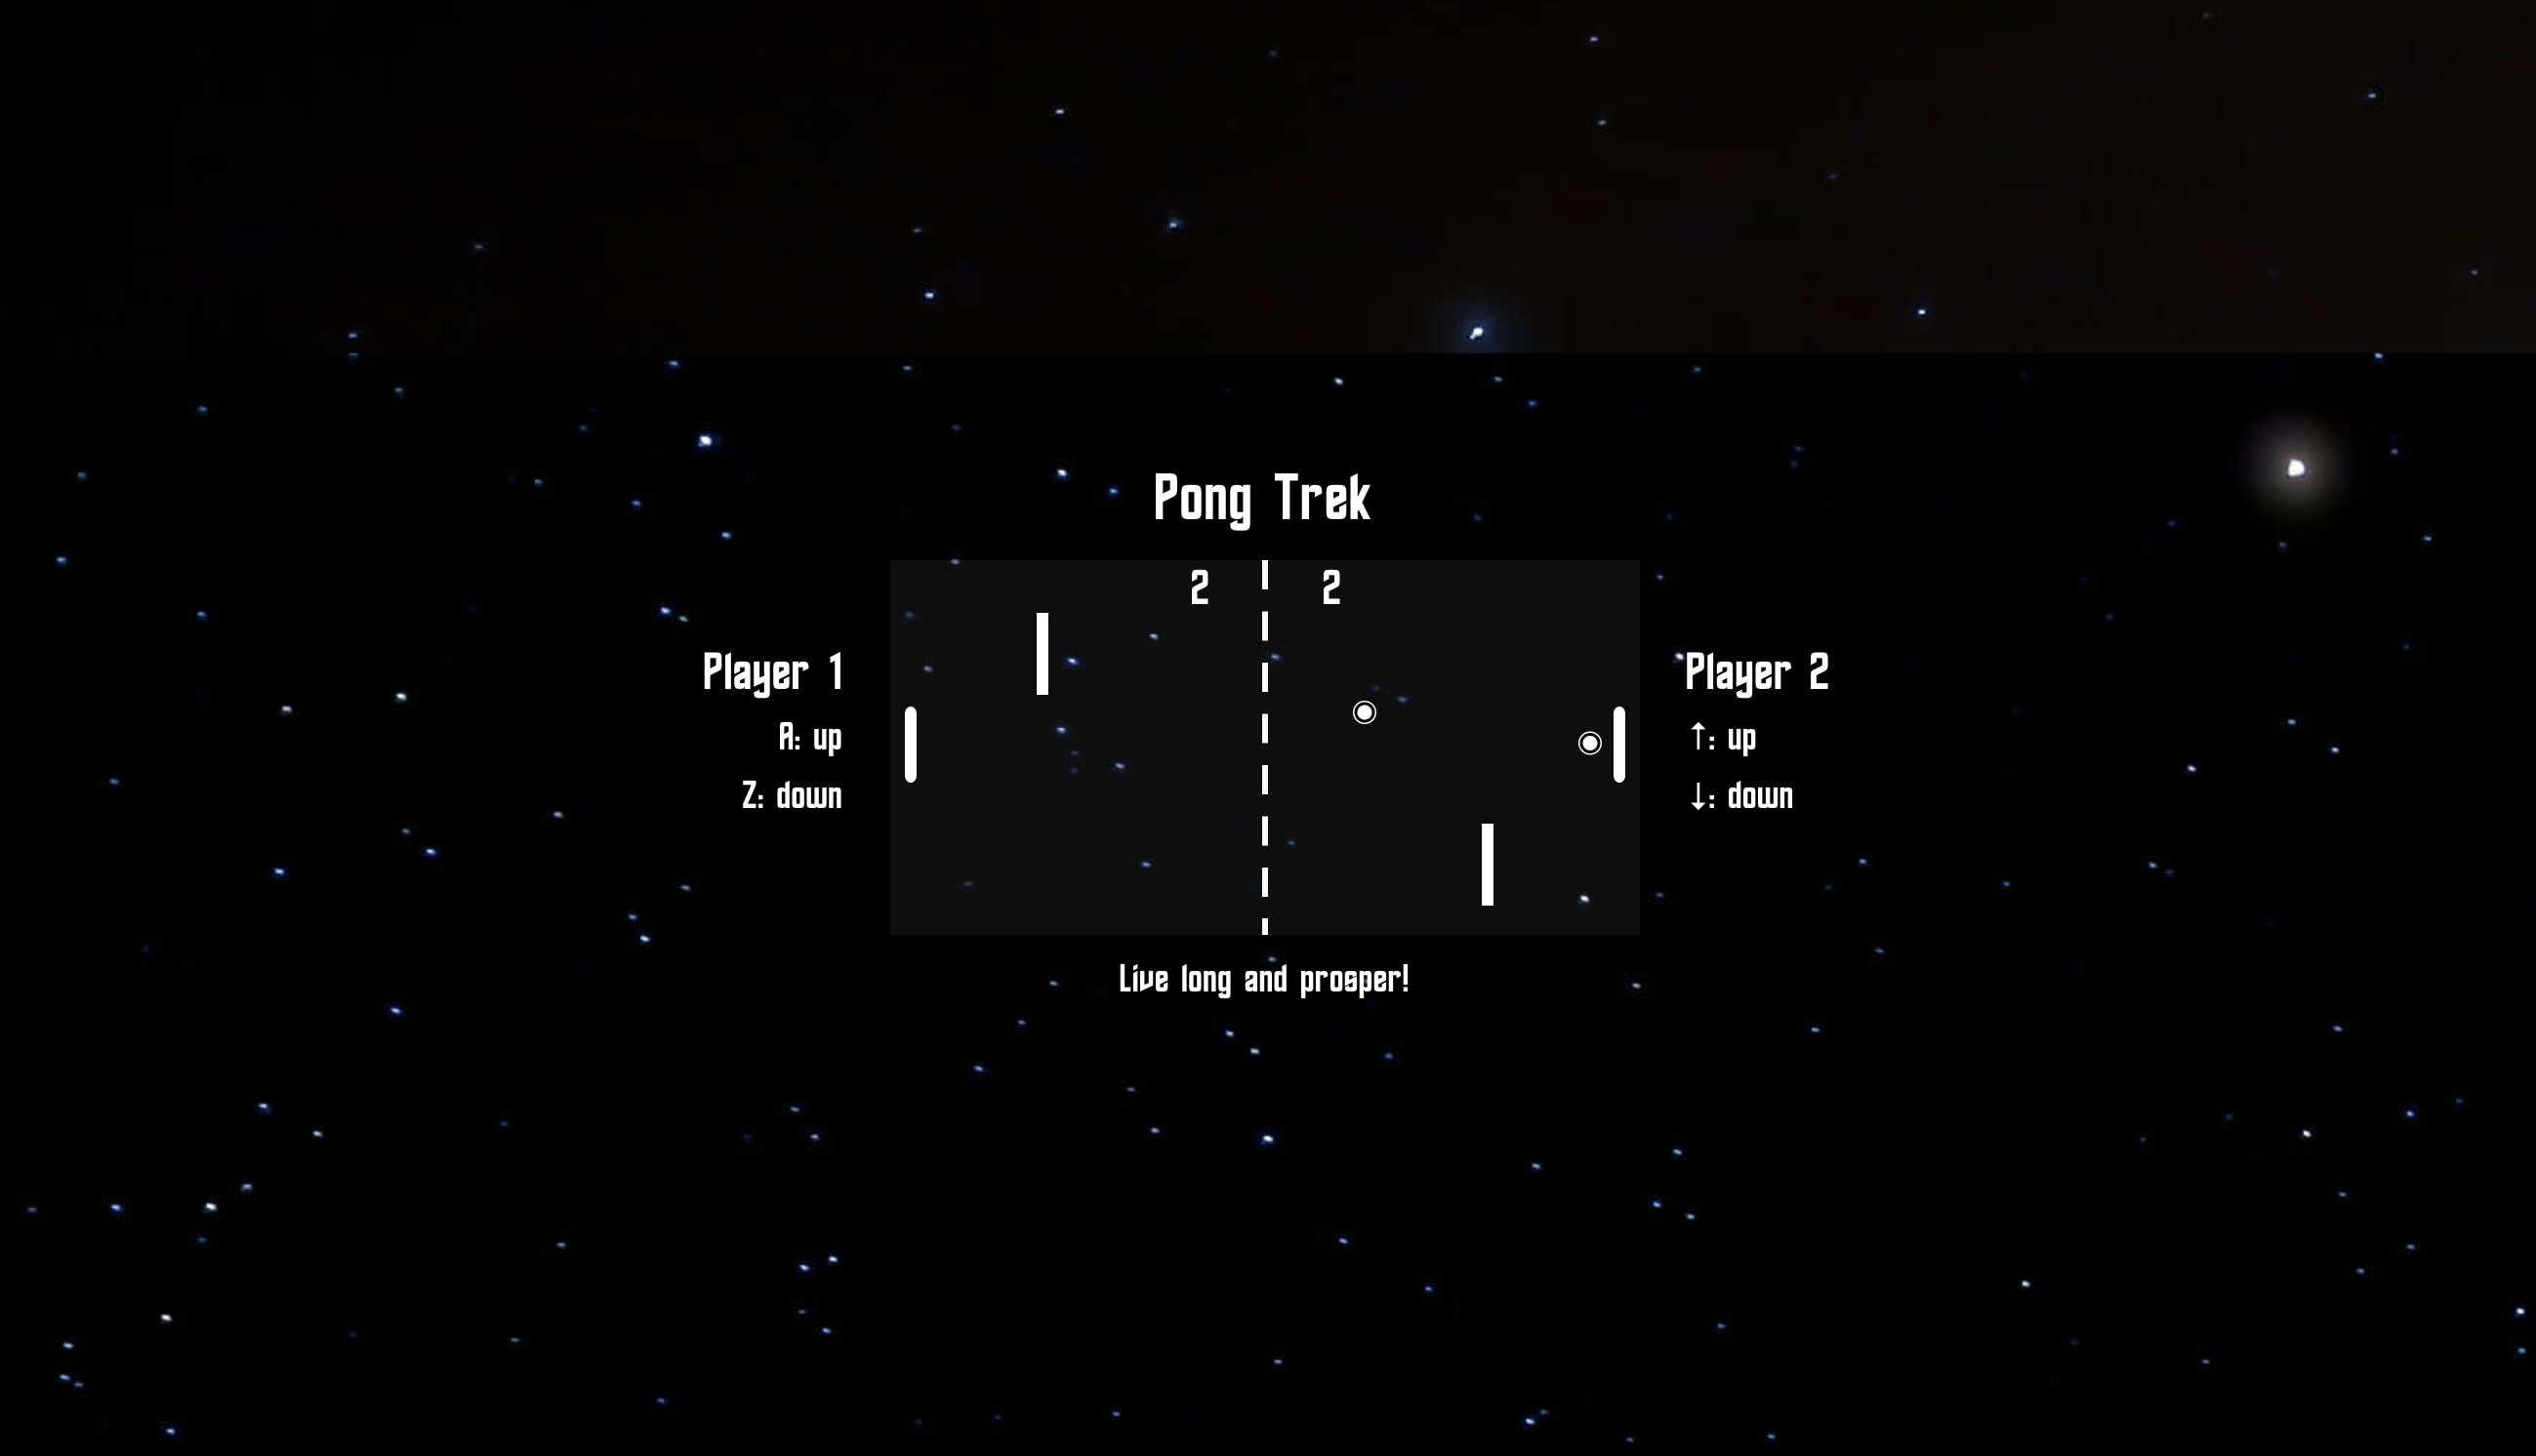 Pong Trek
2 2
Player 1
A: up
Z: down
Player 2
↑: up
↓: down
Live long and prosper!